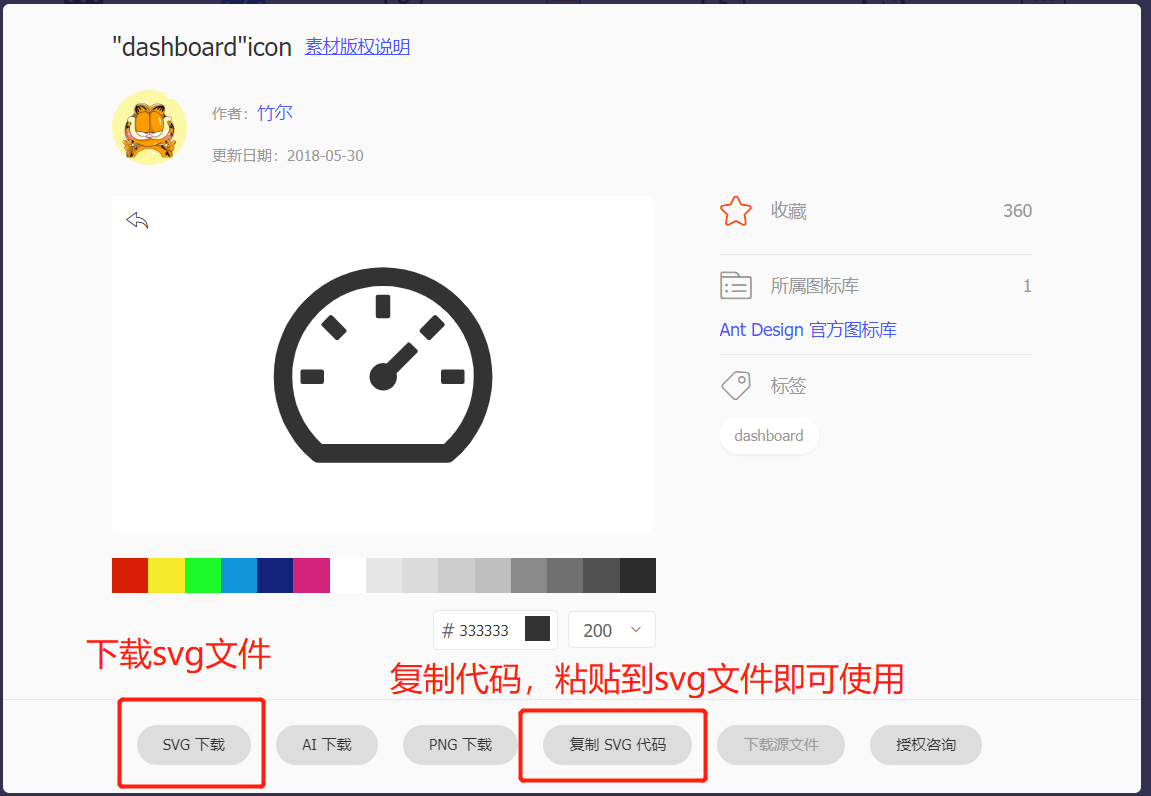 "dashboard"icon 素材版权说明
作者：竹尔
更新日期：2018-05-30
收藏 360
所属图标库 1
Ant Design 官方图标库
标签
dashboard
# 333333 200
下载svg文件
复制代码，粘贴到svg文件即可使用
SVG 下载 AI 下载 PNG 下载 复制 SVG 代码 下载源文件 授权咨询